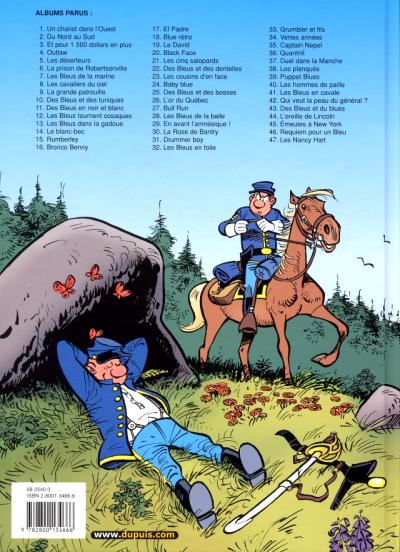 ALBUMS PARUS :
1. Un chariot dans l'Ouest
2. Du Nord au Sud
3. Et pour 1 500 dollars en plus
4. Outlaw
5. Les déserteurs
6. La prison de Robertsonville
7. Les Bleus de la marine
8. Les cavaliers du ciel
9. La grande patrouille
10. Des Bleus et des tuniques
11. Des Bleus en noir et blanc
12. Les Bleus tournent cosaques
13. Les Bleus dans la gadoue
14. Le blanc-bec
15. Rumberley
16. Bronco Benny
17. El Padre
18. Blue rétro
19. Le David
20. Black Face
21. Les cinq salopards
22. Des Bleus et des dentelles
23. Les cousins d'en face
24. Baby blue
25. Des Bleus et des bosses
26. L'or du Québec
27. Bull Run
28. Les Bleus de la balle
29. En avant l'amnésique !
30. La Rose de Bantry
31. Drummer boy
32. Les Bleus en folie
33. Grumbler et fils
34. Vertes années
35. Captain Nepel
36. Quantrill
37. Duel dans la Manche
38. Les planqués
39. Puppet Blues
40. Les hommes de paille
41. Les Bleus en cavale
42. Qui veut la peau du général ?
43. Des Bleus et du blues
44. L'oreille de Lincoln
45. Émeutes à New York
46. Requiem pour un Bleu
47. Les Nancy Hart
68 2540 0
ISBN 2-8001-3466-8
9 782800 134666
www.dupuis.com